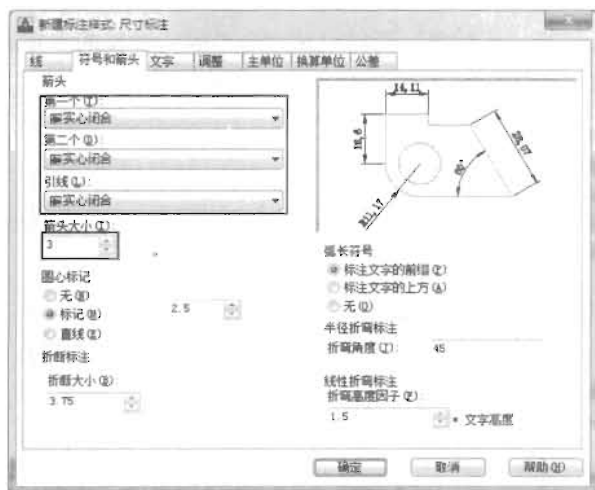 新建标注样式: 尺寸标注
线 符号和箭头 文字 调整 主单位 换算单位 公差
箭头
第一个(T):
实心闭合
第二个(D):
实心闭合
引线(L):
实心闭合
箭头大小(I):
3
圆心标记
无(N)
标记(M)
2.5
直线(E)
折断标注
折断大小(B):
3.75
14,11
60°
R11,17
弧长符号
标注文字的前缀(P)
标注文字的上方(A)
无(O)
半径折弯标注
折弯角度(J): 45
线性折弯标注
折弯高度因子(F):
1.5 * 文字高度
确定 取消 帮助(H)